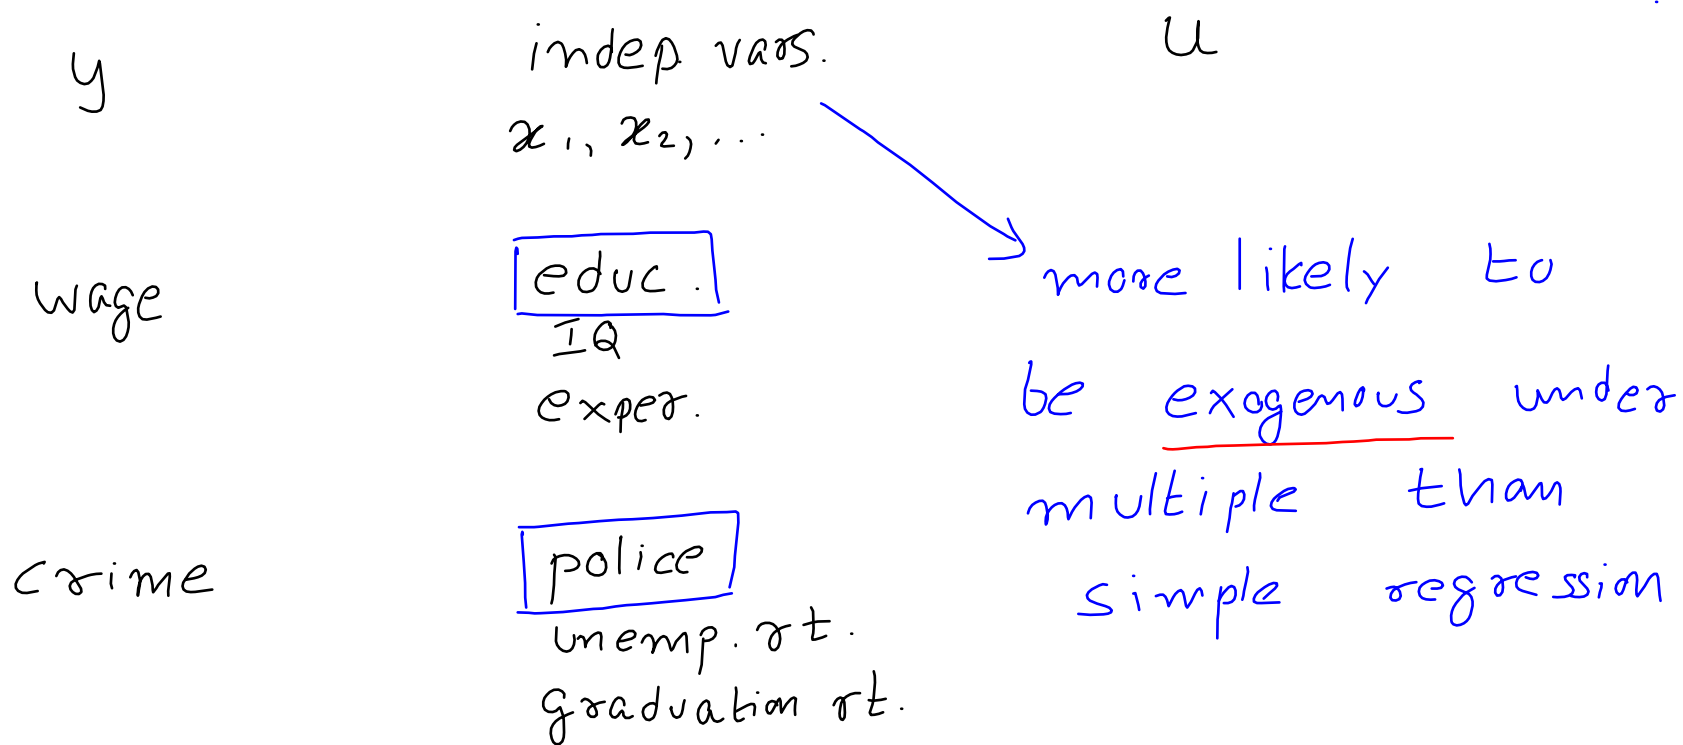 y
indep vars.
u
x1, x2, ...
wage
educ.
IQ
exper.
more likely to
be exogenous under
multiple than
simple regression
crime
police
unemp. rt.
graduation rt.